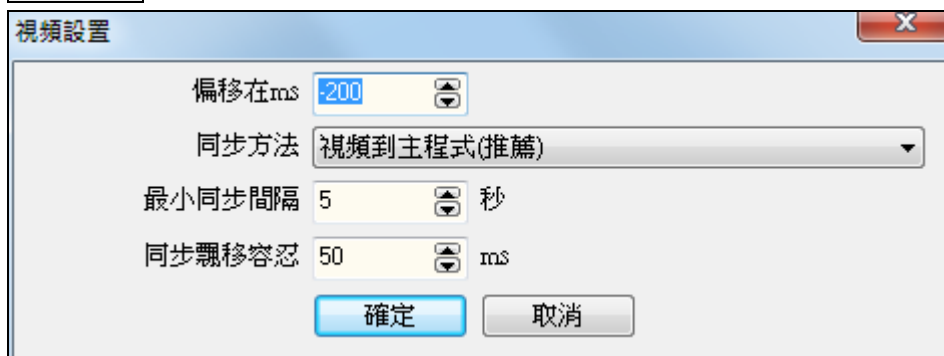 視頻設置
偏移在ms -200
同步方法 視頻到主程式(推薦)
最小同步間隔 5 秒
同步飄移容忍 50 ms
確定 取消